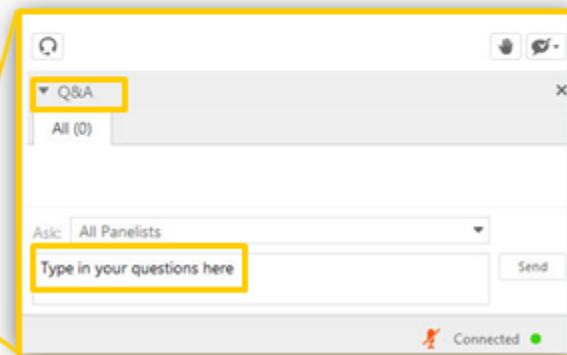 Q&A
×
All (0)
Ask: All Panelists
Type in your questions here
Send
Connected